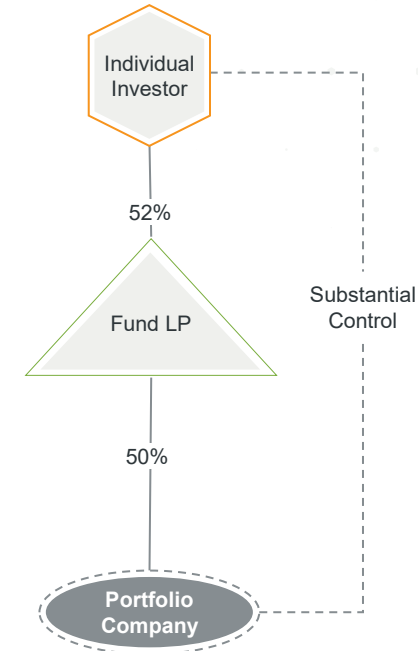 Individual
Investor
52%
Fund LP
Substantial
Control
50%
Portfolio
Company